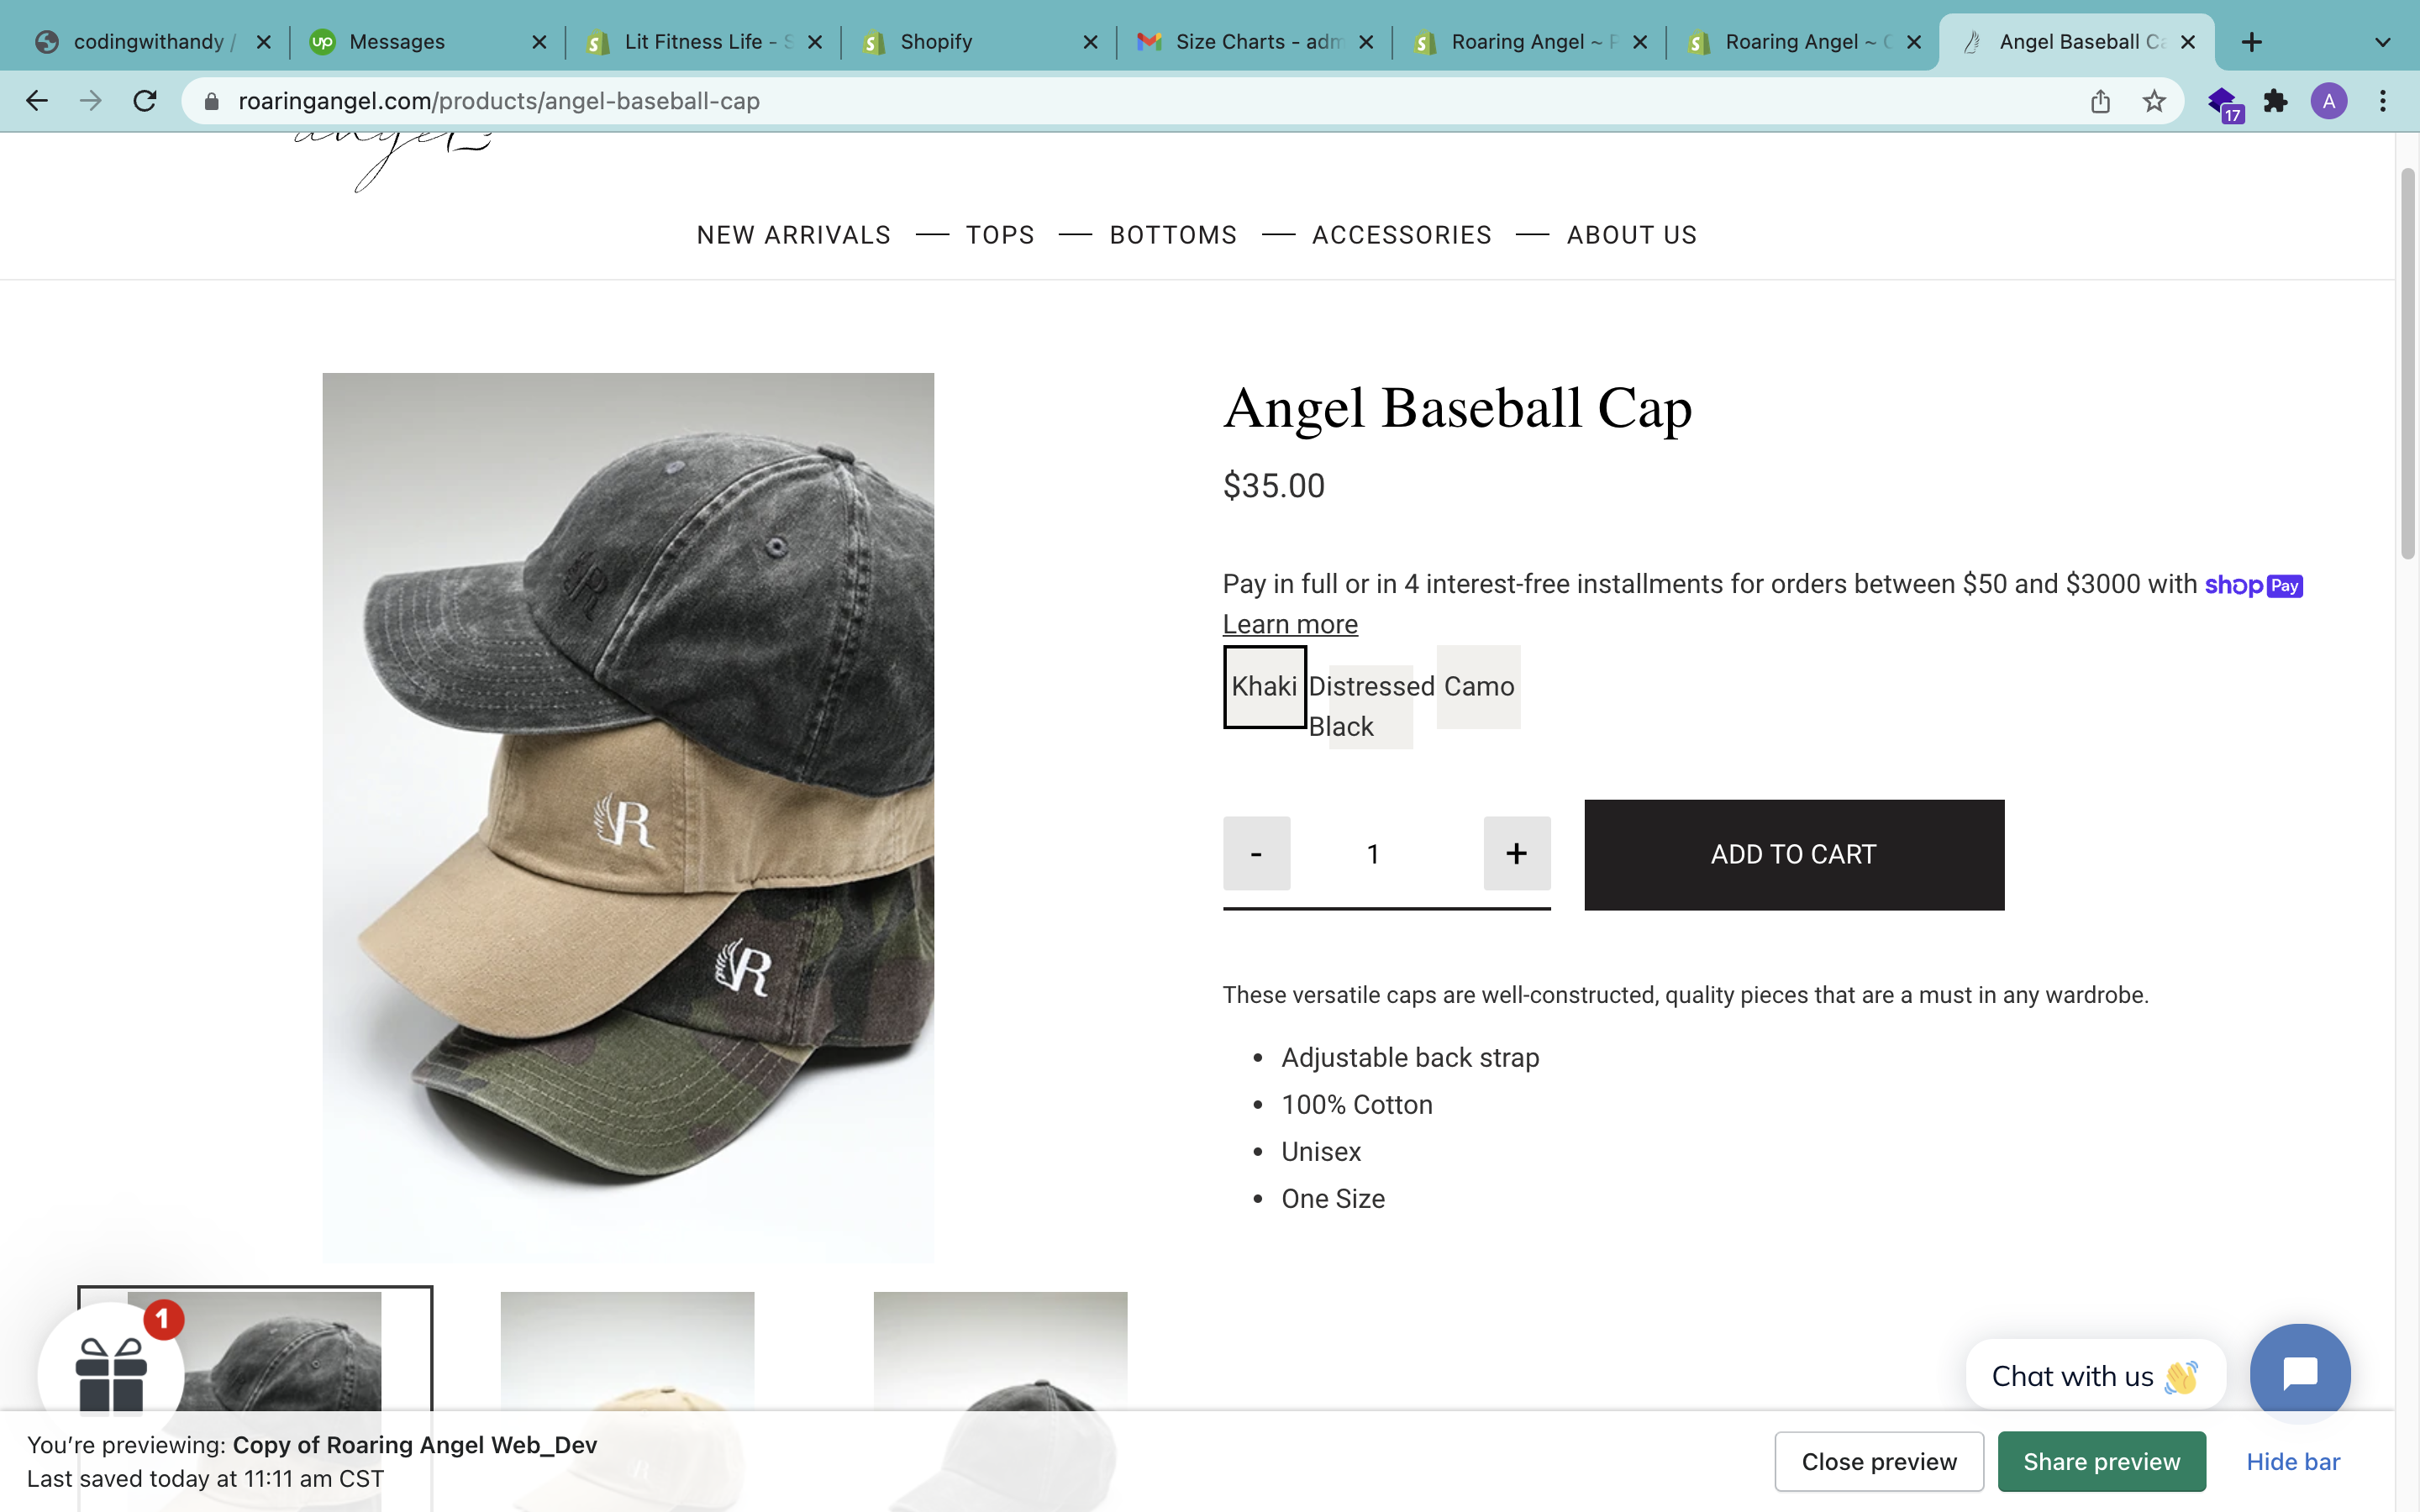 codingwithandy /
Messages
Lit Fitness Life - S
Shopify
Size Charts - adm
Roaring Angel ~ P
Roaring Angel ~ C
Angel Baseball Ca
roaringangel.com/products/angel-baseball-cap
17
A
angel
NEW ARRIVALS — TOPS — BOTTOMS — ACCESSORIES — ABOUT US
Angel Baseball Cap
$35.00
Pay in full or in 4 interest-free installments for orders between $50 and $3000 with shop Pay
Learn more
Khaki
Distressed
Black
Camo
- 1 +
ADD TO CART
These versatile caps are well-constructed, quality pieces that are a must in any wardrobe.
• Adjustable back strap
• 100% Cotton
• Unisex
• One Size
R
R
R
1
Chat with us 👋
You're previewing: Copy of Roaring Angel Web_Dev
Last saved today at 11:11 am CST
Close preview
Share preview
Hide bar